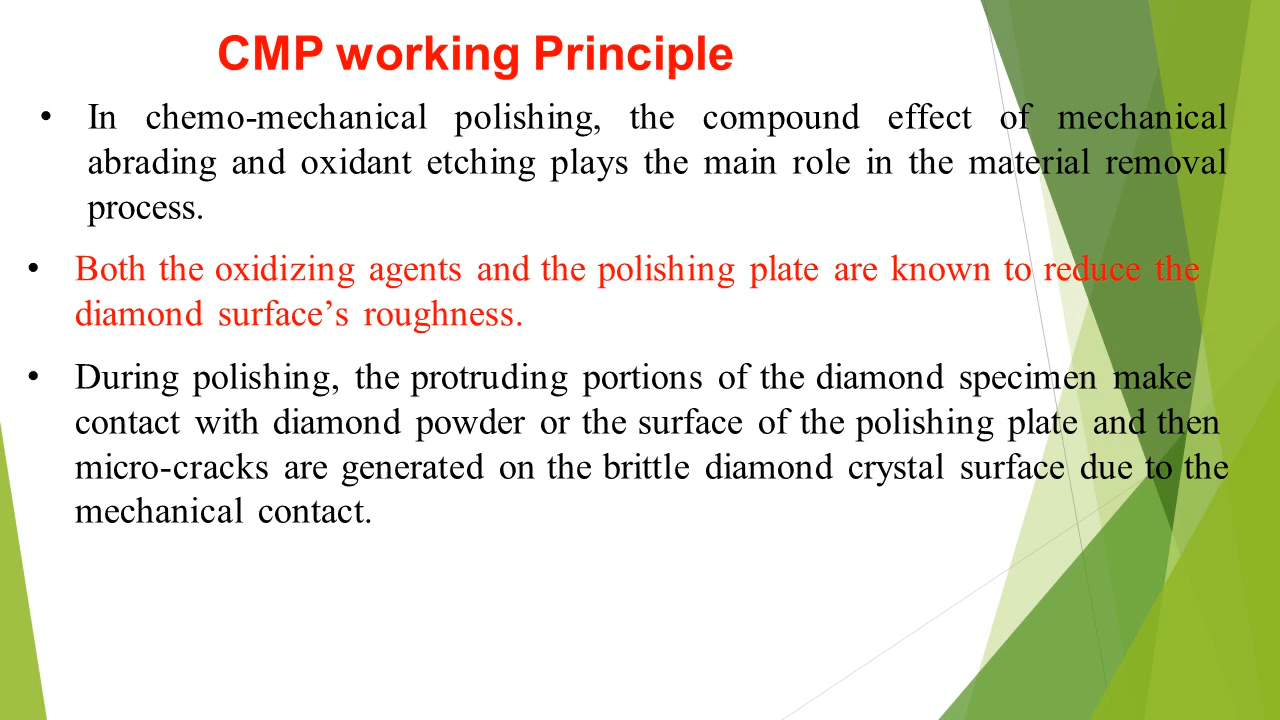 CMP working Principle
• In chemo-mechanical polishing, the compound effect of mechanical
abrading and oxidant etching plays the main role in the material removal
process.
• Both the oxidizing agents and the polishing plate are known to reduce the
diamond surface’s roughness.
• During polishing, the protruding portions of the diamond specimen make
contact with diamond powder or the surface of the polishing plate and then
micro-cracks are generated on the brittle diamond crystal surface due to the
mechanical contact.